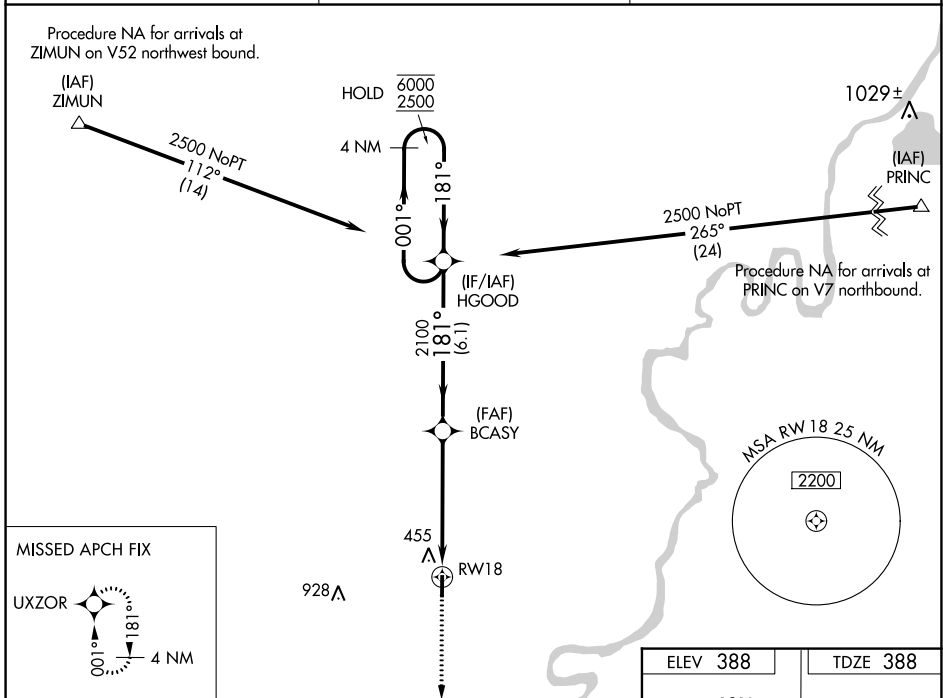 Procedure NA for arrivals at
ZIMUN on V52 northwest bound.
(IAF)
ZIMUN
2500 NoPT
112°
(14)
HOLD
6000
2500
4 NM
001°
181°
(IF/IAF)
HGOOD
1029±
(IAF)
PRINC
2500 NoPT
265°
(24)
Procedure NA for arrivals at
PRINC on V7 northbound.
2100
181°
(6.1)
(FAF)
BCASY
MSA RW 18 25 NM
2200
455
RW18
928
MISSED APCH FIX
UXZOR
001°
181°
4 NM
ELEV 388
TDZE 388